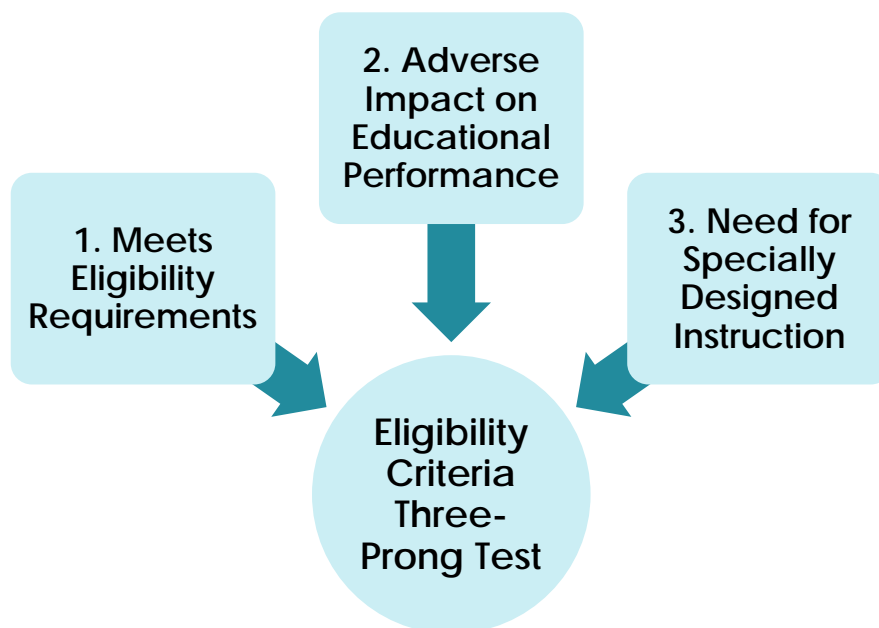 1. Meets
Eligibility
Requirements
2. Adverse
Impact on
Educational
Performance
3. Need for
Specially
Designed
Instruction
Eligibility
Criteria
Three-
Prong Test